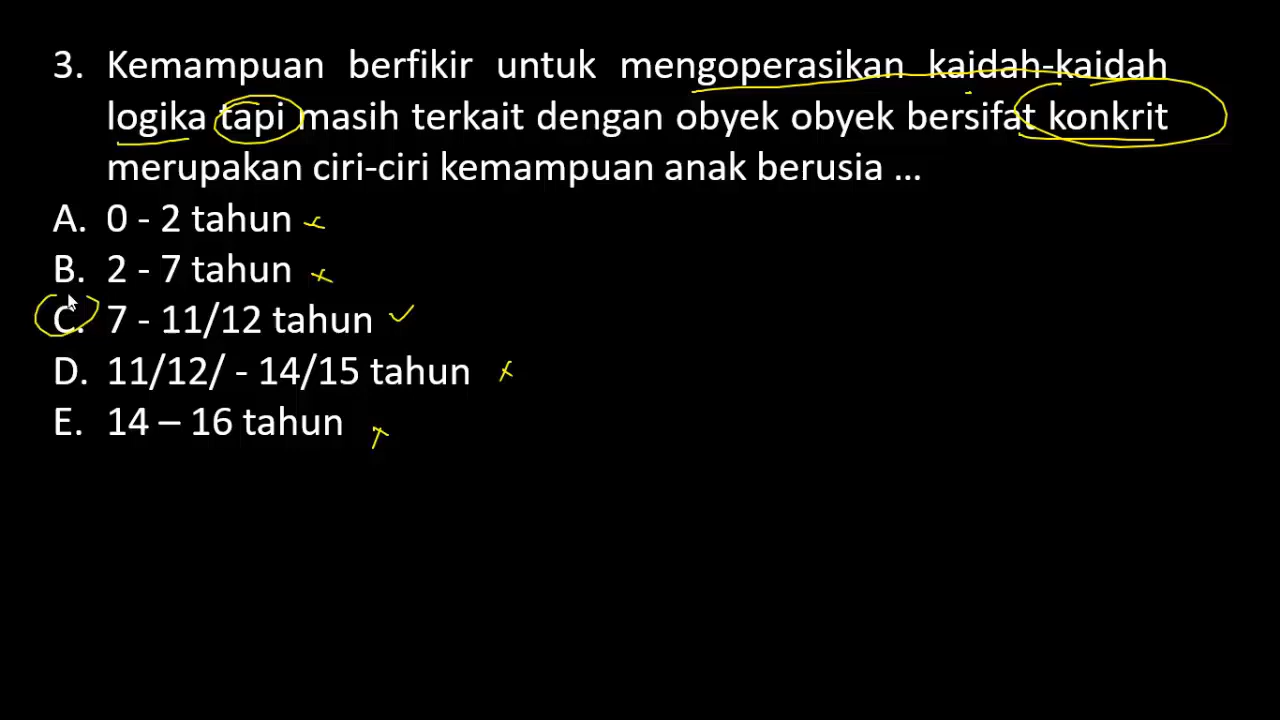 3. Kemampuan berfikir untuk mengoperasikan kaidah-kaidah
logika tapi masih terkait dengan obyek obyek bersifat konkrit
merupakan ciri-ciri kemampuan anak berusia ...
A. 0 - 2 tahun
B. 2 - 7 tahun
C. 7 - 11/12 tahun
D. 11/12/ - 14/15 tahun
E. 14 – 16 tahun